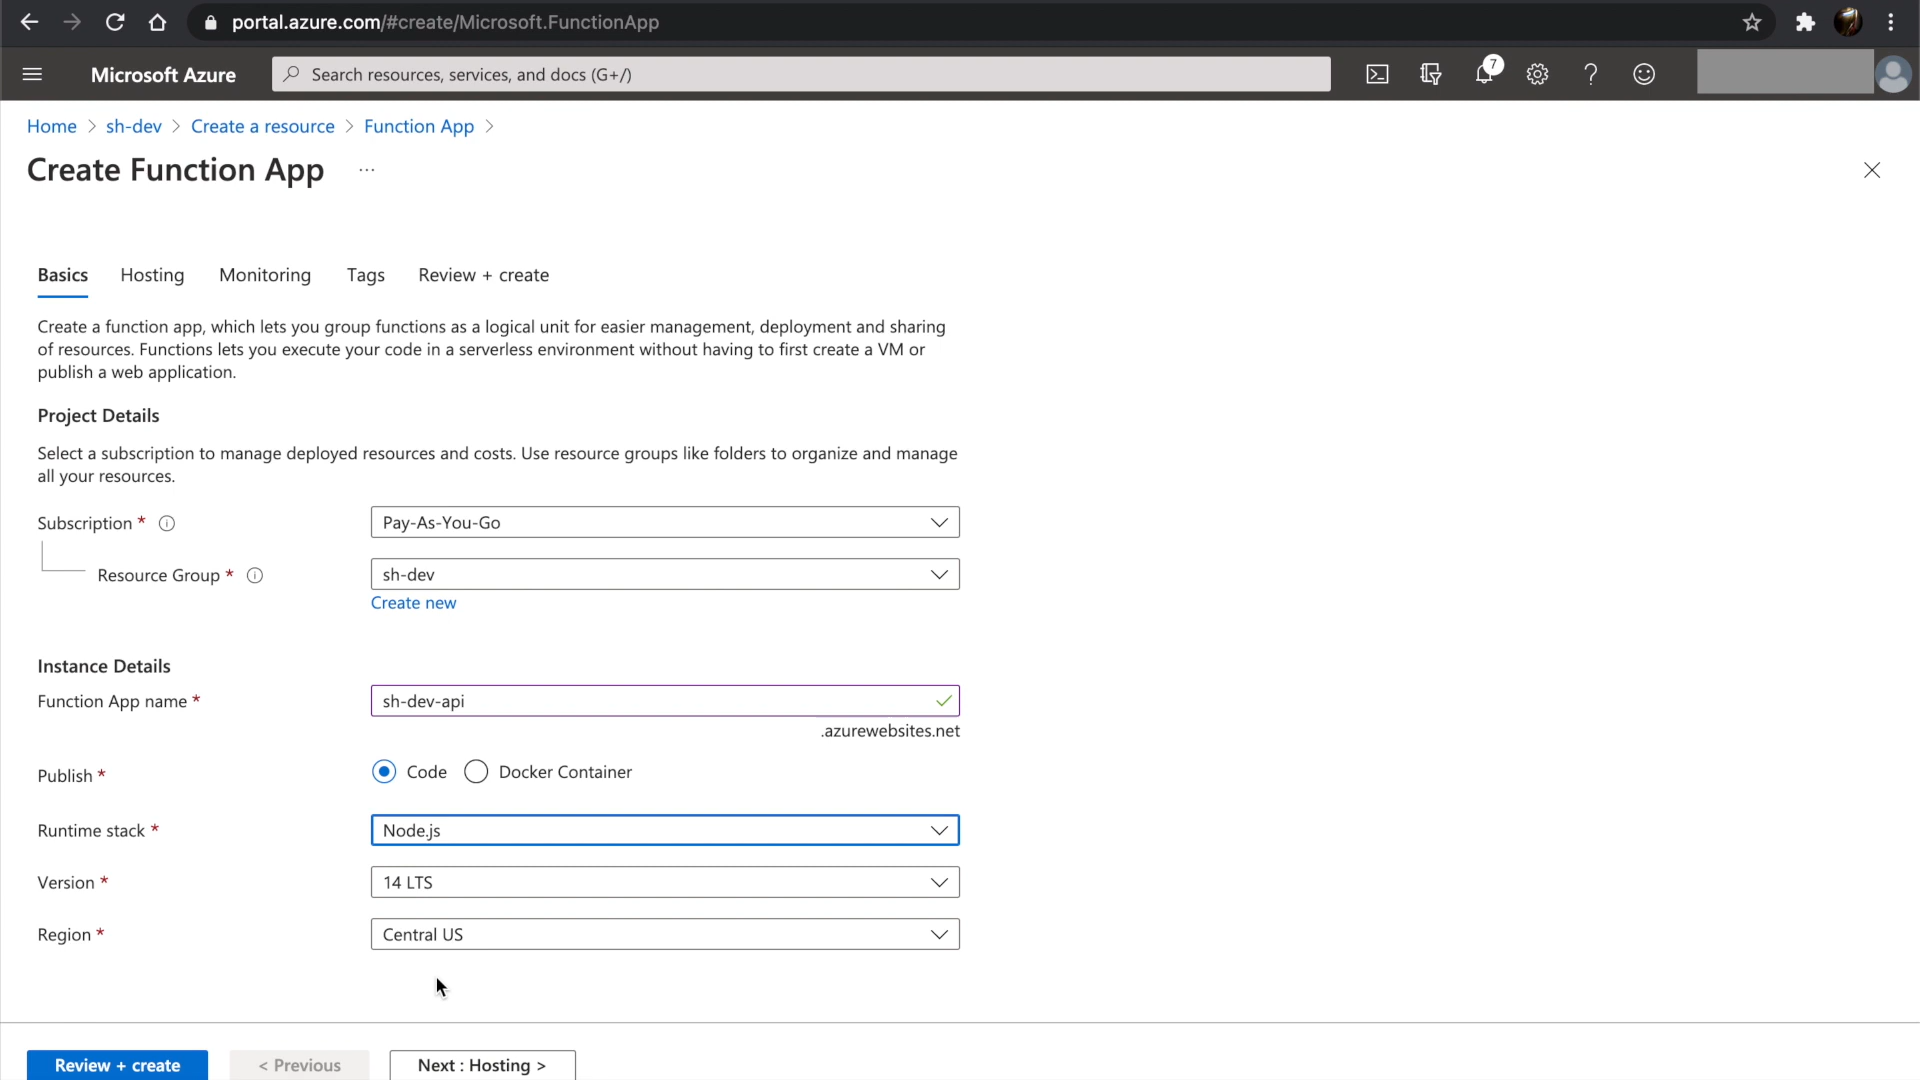 portal.azure.com/#create/Microsoft.FunctionApp
Microsoft Azure
Search resources, services, and docs (G+/)
7
Home > sh-dev > Create a resource > Function App >
Create Function App ...
Basics Hosting Monitoring Tags Review + create
Create a function app, which lets you group functions as a logical unit for easier management, deployment and sharing
of resources. Functions lets you execute your code in a serverless environment without having to first create a VM or
publish a web application.
Project Details
Select a subscription to manage deployed resources and costs. Use resource groups like folders to organize and manage
all your resources.
Subscription * Pay-As-You-Go
Resource Group * sh-dev
Create new
Instance Details
Function App name * sh-dev-api
.azurewebsites.net
Publish * Code Docker Container
Runtime stack * Node.js
Version * 14 LTS
Region * Central US
Review + create < Previous Next : Hosting >